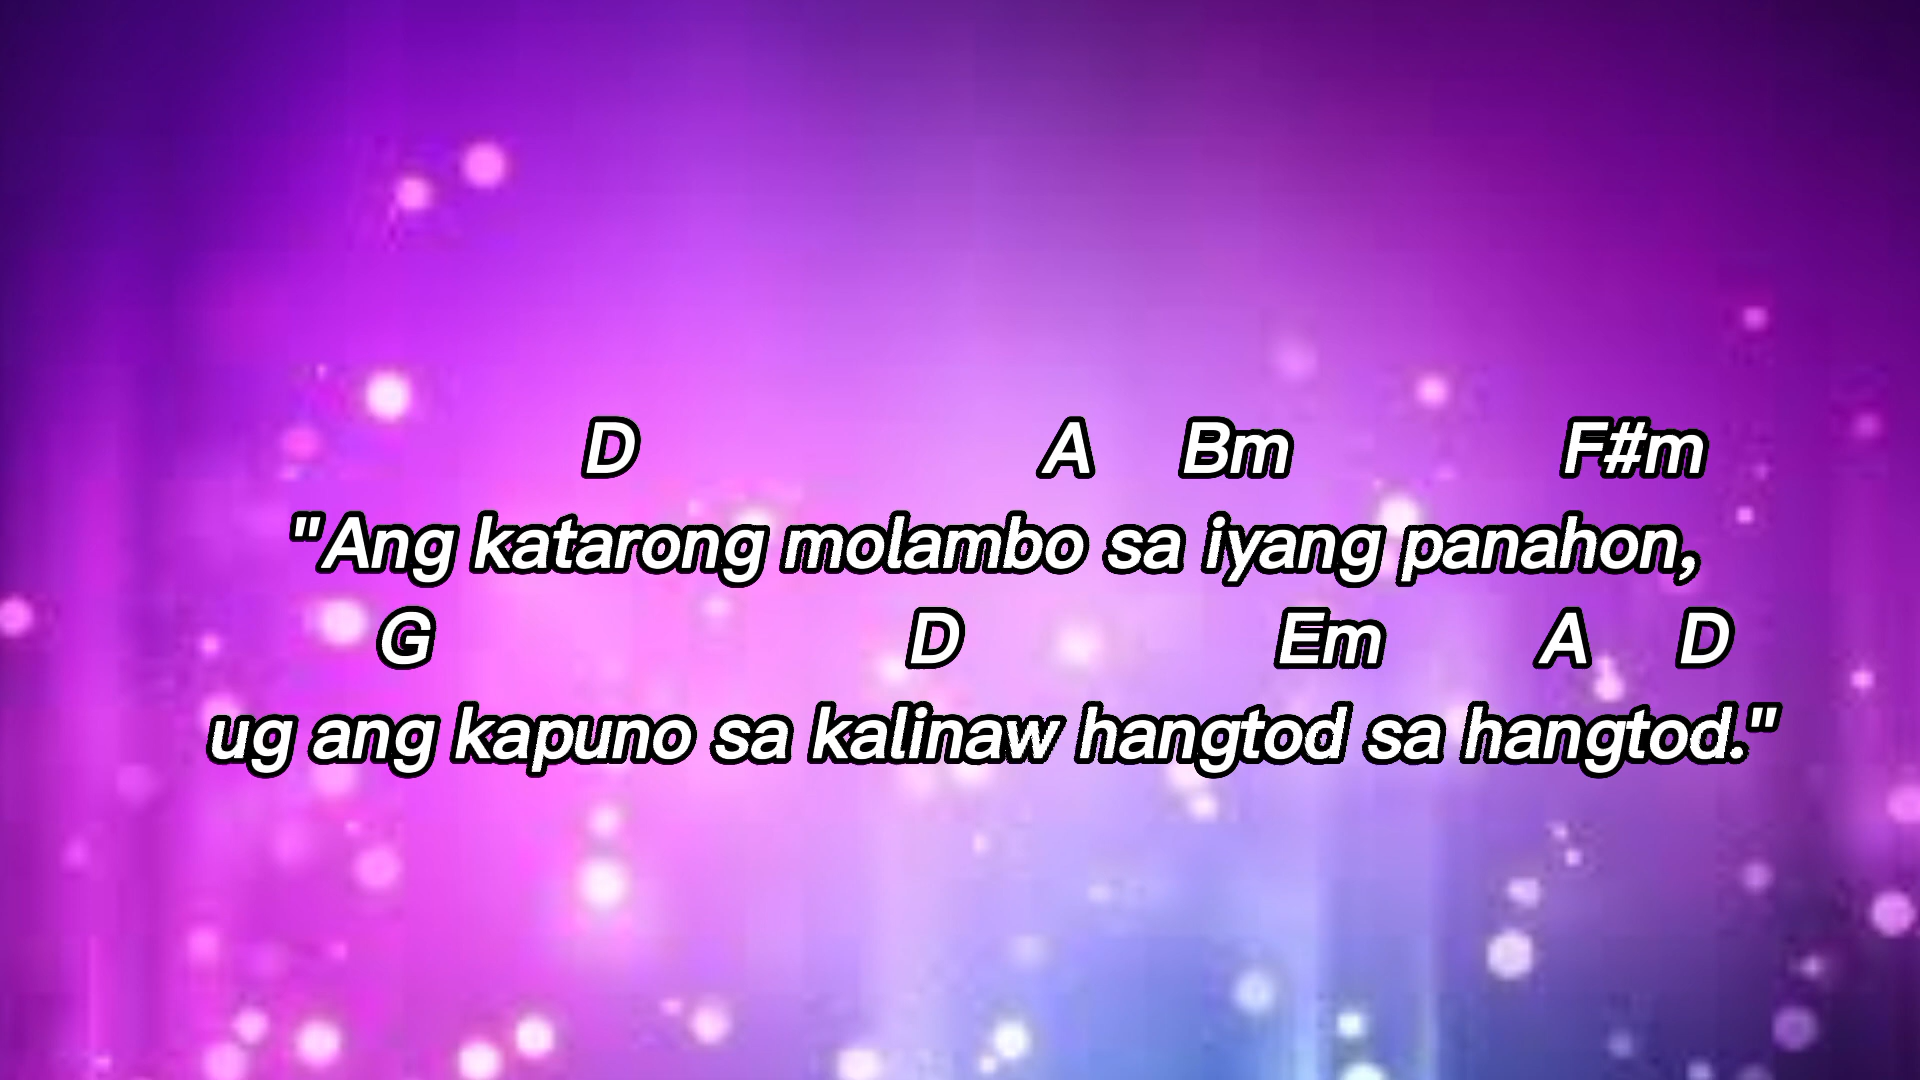 D A Bm F#m
"Ang katarong molambo sa iyang panahon,
G D Em A D
ug ang kapuno sa kalinaw hangtod sa hangtod."